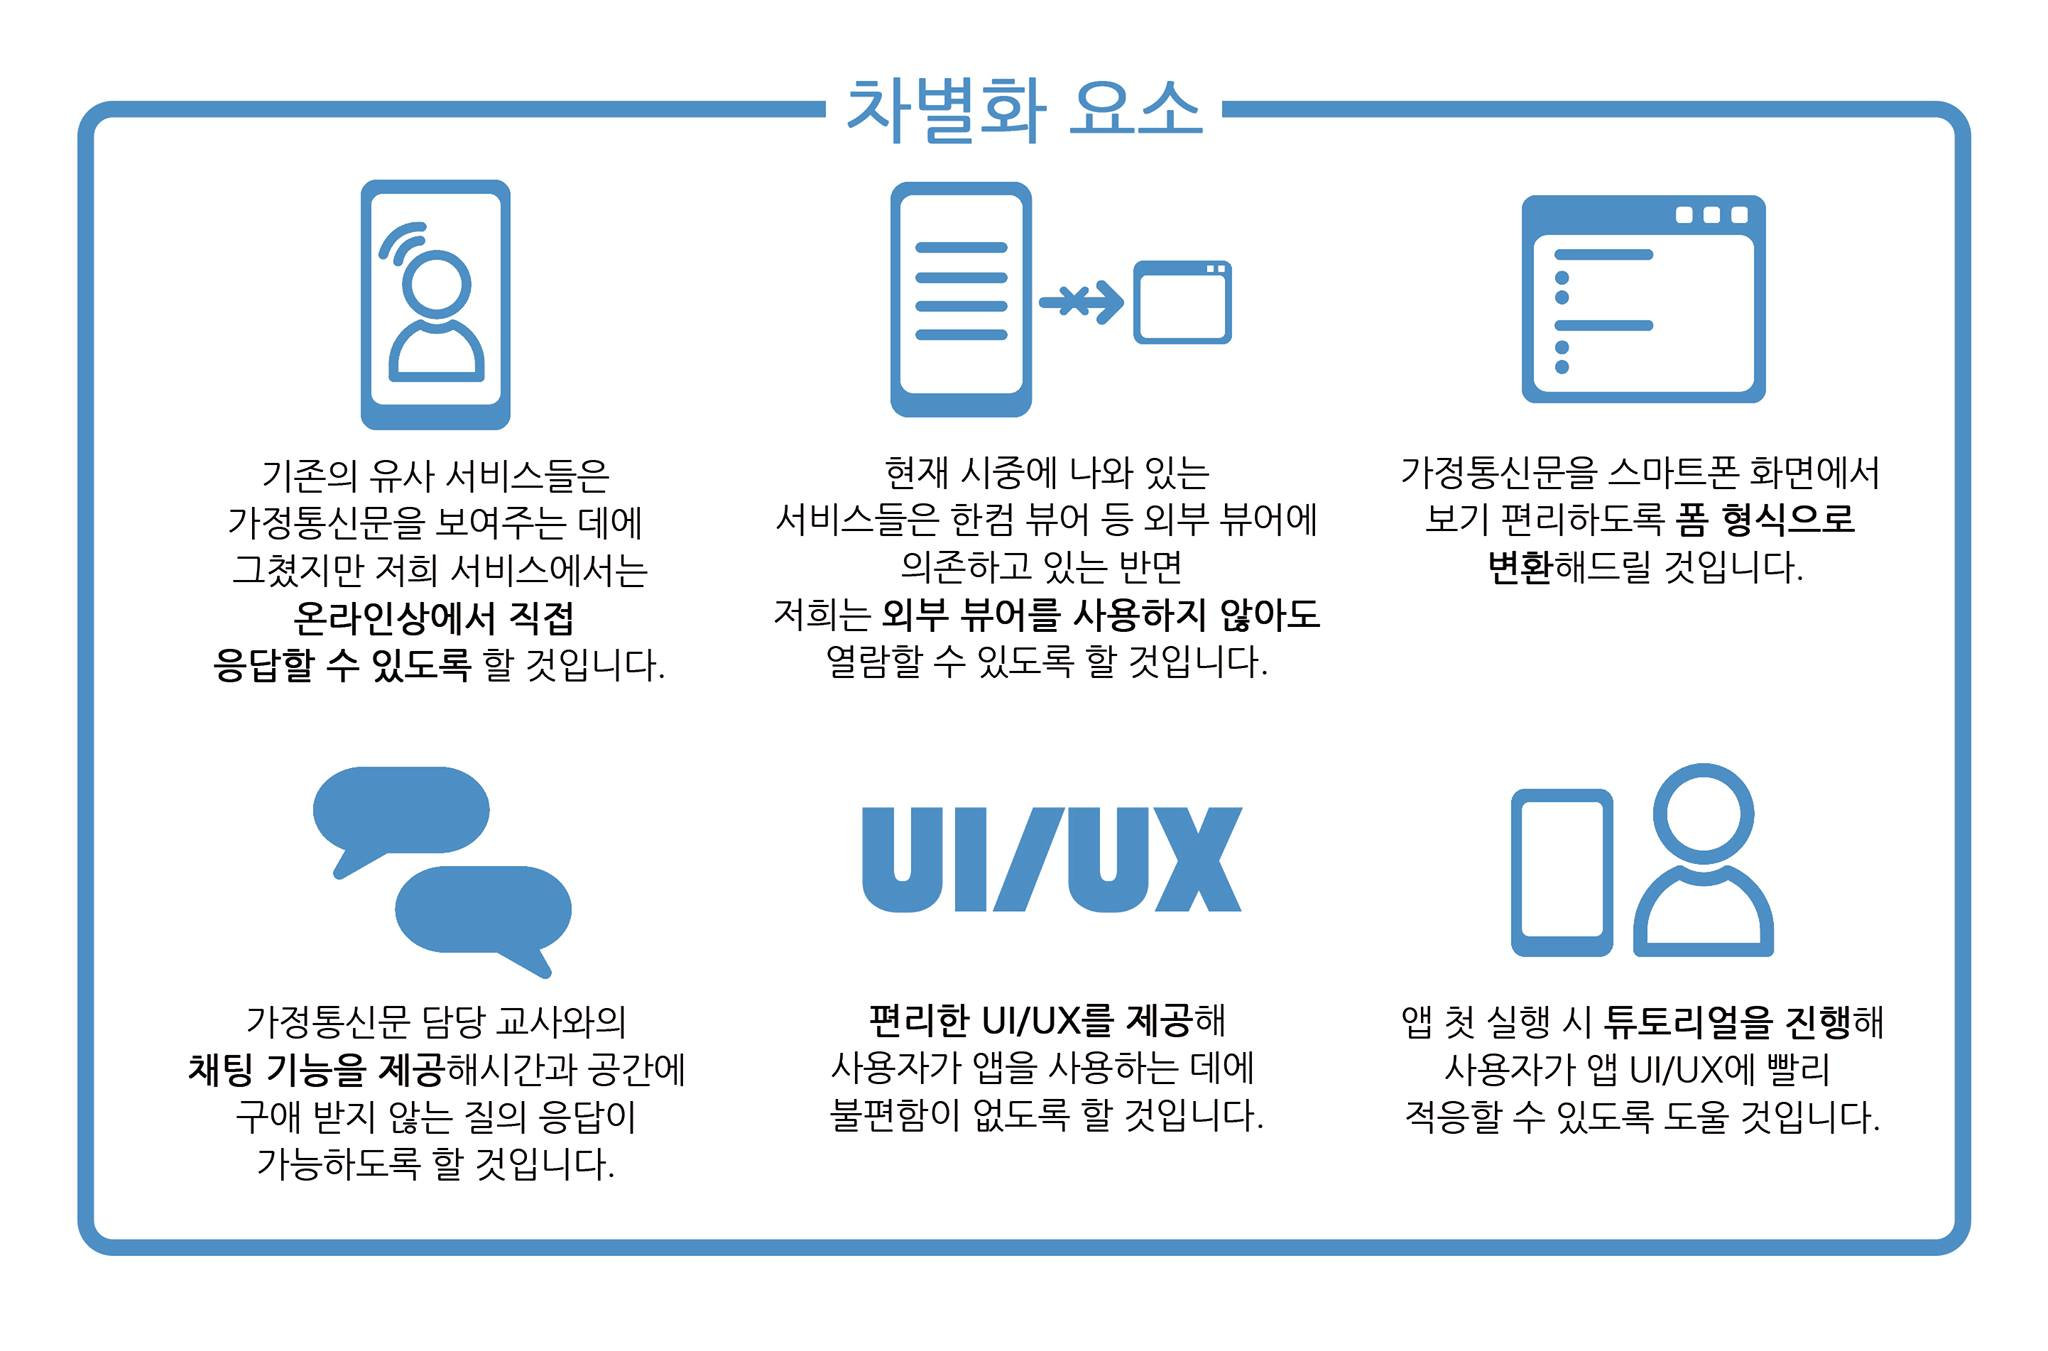 차별화 요소
기존의 유사 서비스들은
가정통신문을 보여주는 데에
그쳤지만 저희 서비스에서는
온라인상에서 직접
응답할 수 있도록 할 것입니다.
현재 시중에 나와 있는
서비스들은 한컴 뷰어 등 외부 뷰어에
의존하고 있는 반면
저희는 외부 뷰어를 사용하지 않아도
열람할 수 있도록 할 것입니다.
가정통신문을 스마트폰 화면에서
보기 편리하도록 폼 형식으로
변환해드릴 것입니다.
가정통신문 담당 교사와의
채팅 기능을 제공해시간과 공간에
구애 받지 않는 질의 응답이
가능하도록 할 것입니다.
UI/UX
편리한 UI/UX를 제공해
사용자가 앱을 사용하는 데에
불편함이 없도록 할 것입니다.
앱 첫 실행 시 튜토리얼을 진행해
사용자가 앱 UI/UX에 빨리
적응할 수 있도록 도울 것입니다.